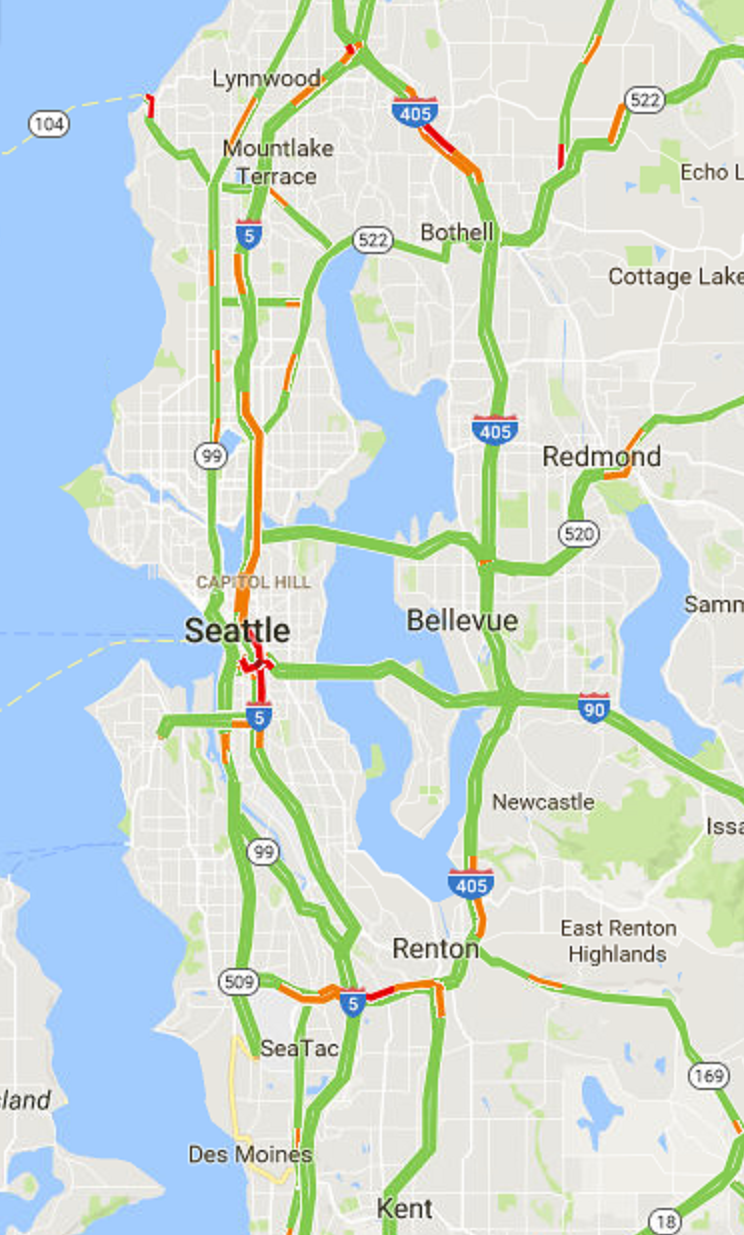 Lynnwood
405
522
104
Mountlake
Terrace
Echo L
5
522
Bothell
Cottage Lake
405
99
Redmond
520
CAPITOL HILL
Samm
Seattle
Bellevue
5
90
Newcastle
Issa
99
405
East Renton
Highlands
Renton
509
5
SeaTac
169
land
Des Moines
Kent
18